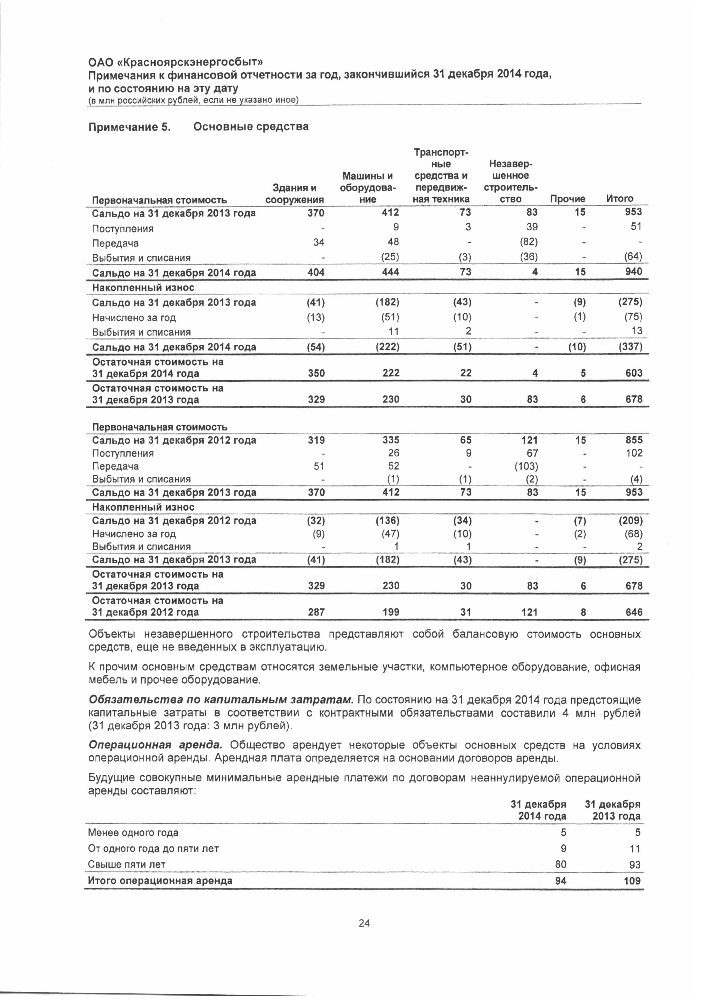 ОАО «Красноярскэнергосбыт»
Примечания к финансовой отчетности за год, закончившийся 31 декабря 2014 года,
и по состоянию на эту дату
(в млн российских рублей, если не указано иное)
Примечание 5. Основные средства
Транспорт-
ные Незавер-
Машины и средства и шенное
Здания и оборудова- передвиж- строитель-
Первоначальная стоимость сооружения ние ная техника ство Прочие Итого
Сальдо на 31 декабря 2013 года 370 412 73 83 15 953
Поступления - 9 3 39 - 51
Передача 34 48 - (82) - -
Выбытия и списания - (25) (3) (36) - (64)
Сальдо на 31 декабря 2014 года 404 444 73 4 15 940
Накопленный износ
Сальдо на 31 декабря 2013 года (41) (182) (43) - (9) (275)
Начислено за год (13) (51) (10) - (1) (75)
Выбытия и списания - 11 2 - - 13
Сальдо на 31 декабря 2014 года (54) (222) (51) - (10) (337)
Остаточная стоимость на
31 декабря 2014 года 350 222 22 4 5 603
Остаточная стоимость на
31 декабря 2013 года 329 230 30 83 6 678
Первоначальная стоимость
Сальдо на 31 декабря 2012 года 319 335 65 121 15 855
Поступления - 26 9 67 - 102
Передача 51 52 - (103) - -
Выбытия и списания - (1) (1) (2) - (4)
Сальдо на 31 декабря 2013 года 370 412 73 83 15 953
Накопленный износ
Сальдо на 31 декабря 2012 года (32) (136) (34) - (7) (209)
Начислено за год (9) (47) (10) - (2) (68)
Выбытия и списания - 1 1 - - 2
Сальдо на 31 декабря 2013 года (41) (182) (43) - (9) (275)
Остаточная стоимость на
31 декабря 2013 года 329 230 30 83 6 678
Остаточная стоимость на
31 декабря 2012 года 287 199 31 121 8 646
Объекты незавершенного строительства представляют собой балансовую стоимость основных
средств, еще не введенных в эксплуатацию.
К прочим основным средствам относятся земельные участки, компьютерное оборудование, офисная
мебель и прочее оборудование.
Обязательства по капитальным затратам. По состоянию на 31 декабря 2014 года предстоящие
капитальные затраты в соответствии с контрактными обязательствами составили 4 млн рублей
(31 декабря 2013 года: 3 млн рублей).
Операционная аренда. Общество арендует некоторые объекты основных средств на условиях
операционной аренды. Арендная плата определяется на основании договоров аренды.
Будущие совокупные минимальные арендные платежи по договорам неаннулируемой операционной
аренды составляют:
31 декабря 31 декабря
2014 года 2013 года
Менее одного года 5 5
От одного года до пяти лет 9 11
Свыше пяти лет 80 93
Итого операционная аренда 94 109
24